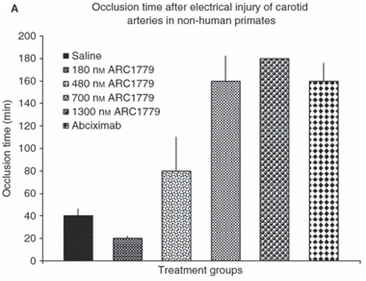 A
Occlusion time after electrical injury of carotid
arteries in non-human primates
200
180
160
140
120
100
80
60
40
20
0
Occlusion time (min)
Saline
180 nM ARC1779
480 nM ARC1779
700 nM ARC1779
1300 nM ARC1779
Abciximab
Treatment groups